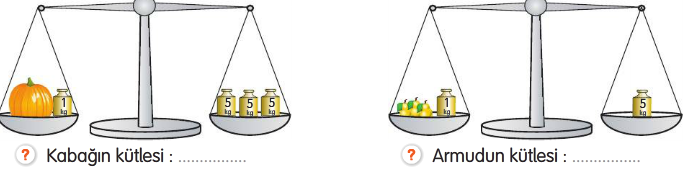 1 kg
5 kg 5 kg 5 kg
1 kg
5 kg
? Kabağın kütlesi : ................
? Armudun kütlesi : ................